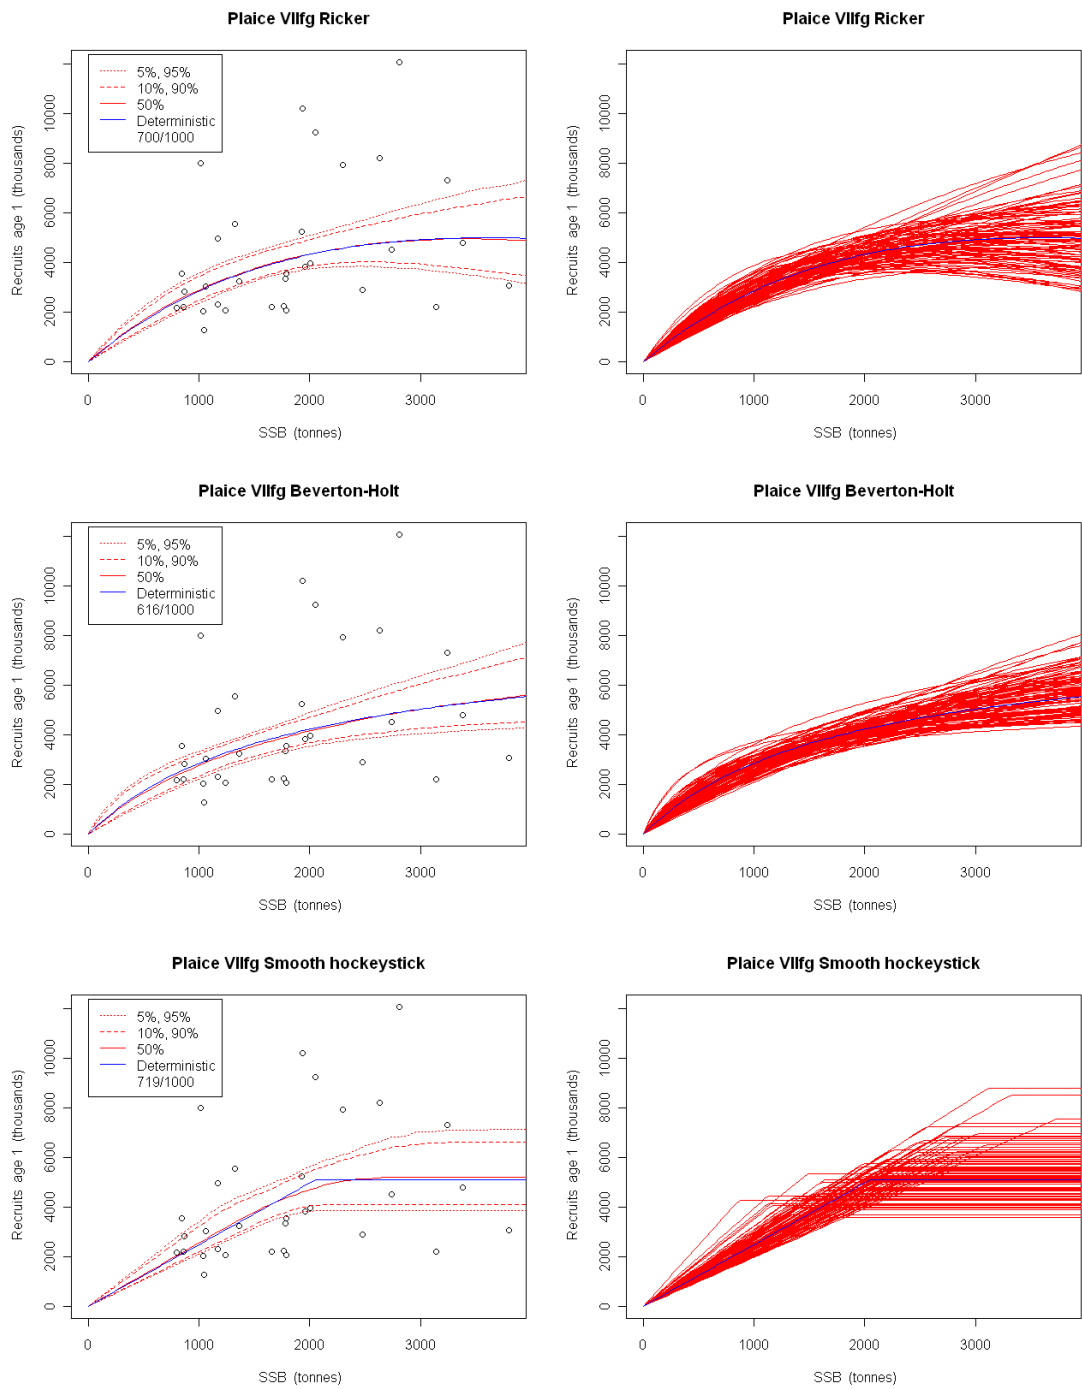 Plaice VIIfg Ricker
5%, 95%
10%, 90%
50%
Deterministic
700/1000
Recruits age 1 (thousands)
0 2000 4000 6000 8000 10000
0 1000 2000 3000
SSB (tonnes)
Plaice VIIfg Ricker
Recruits age 1 (thousands)
0 2000 4000 6000 8000 10000
0 1000 2000 3000
SSB (tonnes)
Plaice VIIfg Beverton-Holt
5%, 95%
10%, 90%
50%
Deterministic
616/1000
Recruits age 1 (thousands)
0 2000 4000 6000 8000 10000
0 1000 2000 3000
SSB (tonnes)
Plaice VIIfg Beverton-Holt
Recruits age 1 (thousands)
0 2000 4000 6000 8000 10000
0 1000 2000 3000
SSB (tonnes)
Plaice VIIfg Smooth hockeystick
5%, 95%
10%, 90%
50%
Deterministic
719/1000
Recruits age 1 (thousands)
0 2000 4000 6000 8000 10000
0 1000 2000 3000
SSB (tonnes)
Plaice VIIfg Smooth hockeystick
Recruits age 1 (thousands)
0 2000 4000 6000 8000 10000
0 1000 2000 3000
SSB (tonnes)